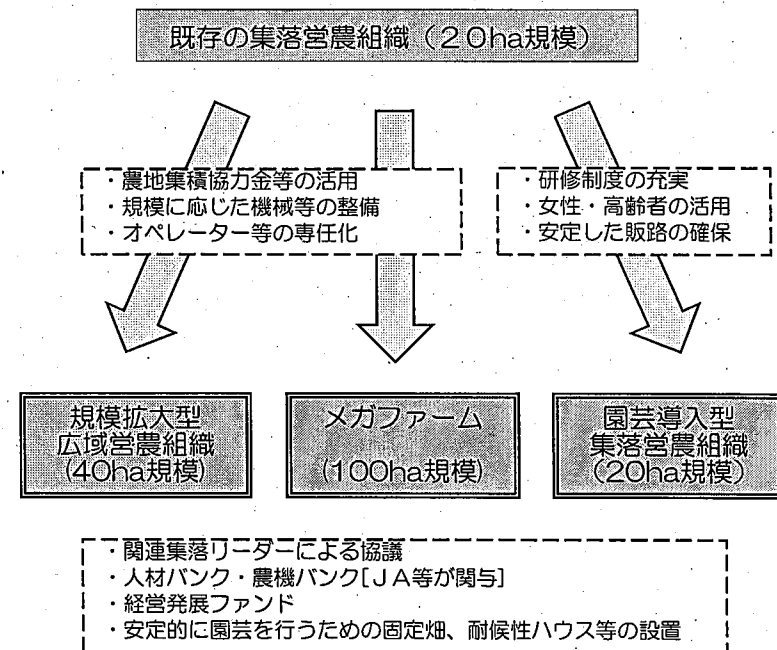 既存の集落営農組織（２０ha規模）
・農地集積協力金等の活用
・規模に応じた機械等の整備
・オペレーター等の専任化
・研修制度の充実
・女性・高齢者の活用
・安定した販路の確保
規模拡大型
広域営農組織
(40ha規模)
メガファーム
(100ha規模)
園芸導入型
集落営農組織
(20ha規模)
・関連集落リーダーによる協議
・人材バンク・農機バンク[ＪＡ等が関与]
・経営発展ファンド
・安定的に園芸を行うための固定畑、耐候性ハウス等の設置